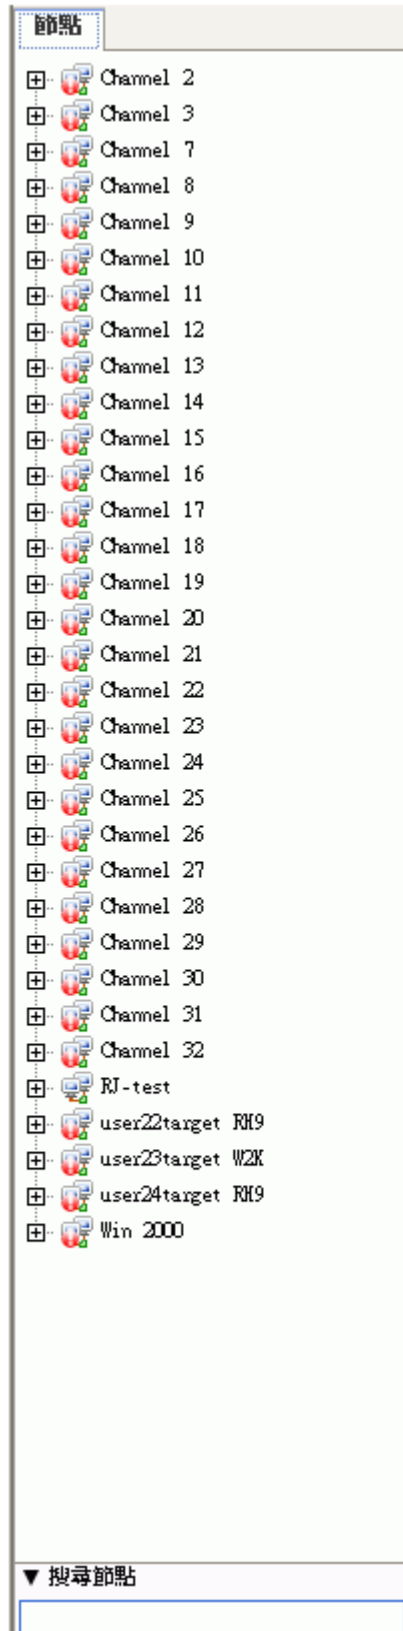 節點
Channel 2
Channel 3
Channel 7
Channel 8
Channel 9
Channel 10
Channel 11
Channel 12
Channel 13
Channel 14
Channel 15
Channel 16
Channel 17
Channel 18
Channel 19
Channel 20
Channel 21
Channel 22
Channel 23
Channel 24
Channel 25
Channel 26
Channel 27
Channel 28
Channel 29
Channel 30
Channel 31
Channel 32
RJ-test
user22target RH9
user23target W2K
user24target RH9
Win 2000
▼ 搜尋節點